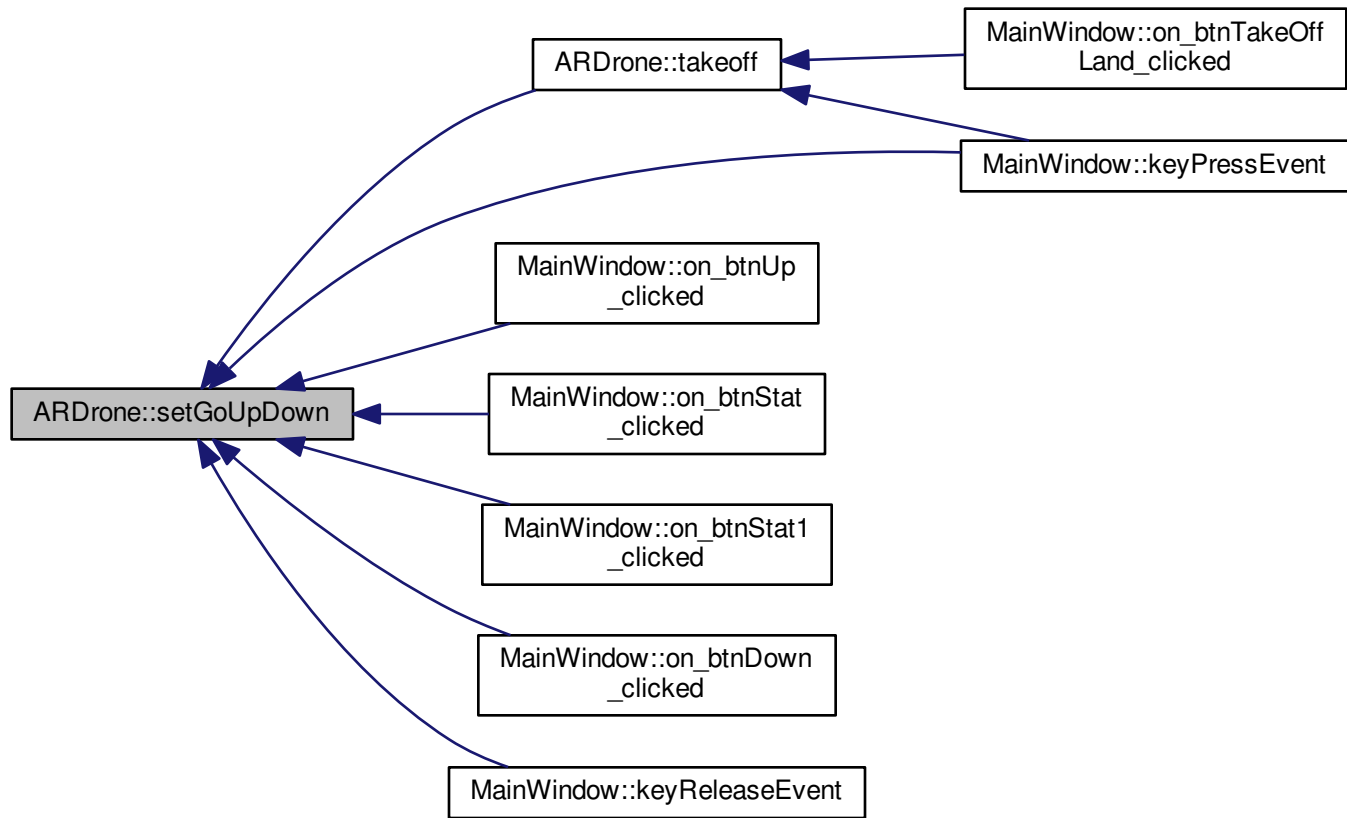 MainWindow::on_btnTakeOff
Land_clicked
ARDrone::takeoff
MainWindow::keyPressEvent
MainWindow::on_btnUp
_clicked
ARDrone::setGoUpDown
MainWindow::on_btnStat
_clicked
MainWindow::on_btnStat1
_clicked
MainWindow::on_btnDown
_clicked
MainWindow::keyReleaseEvent